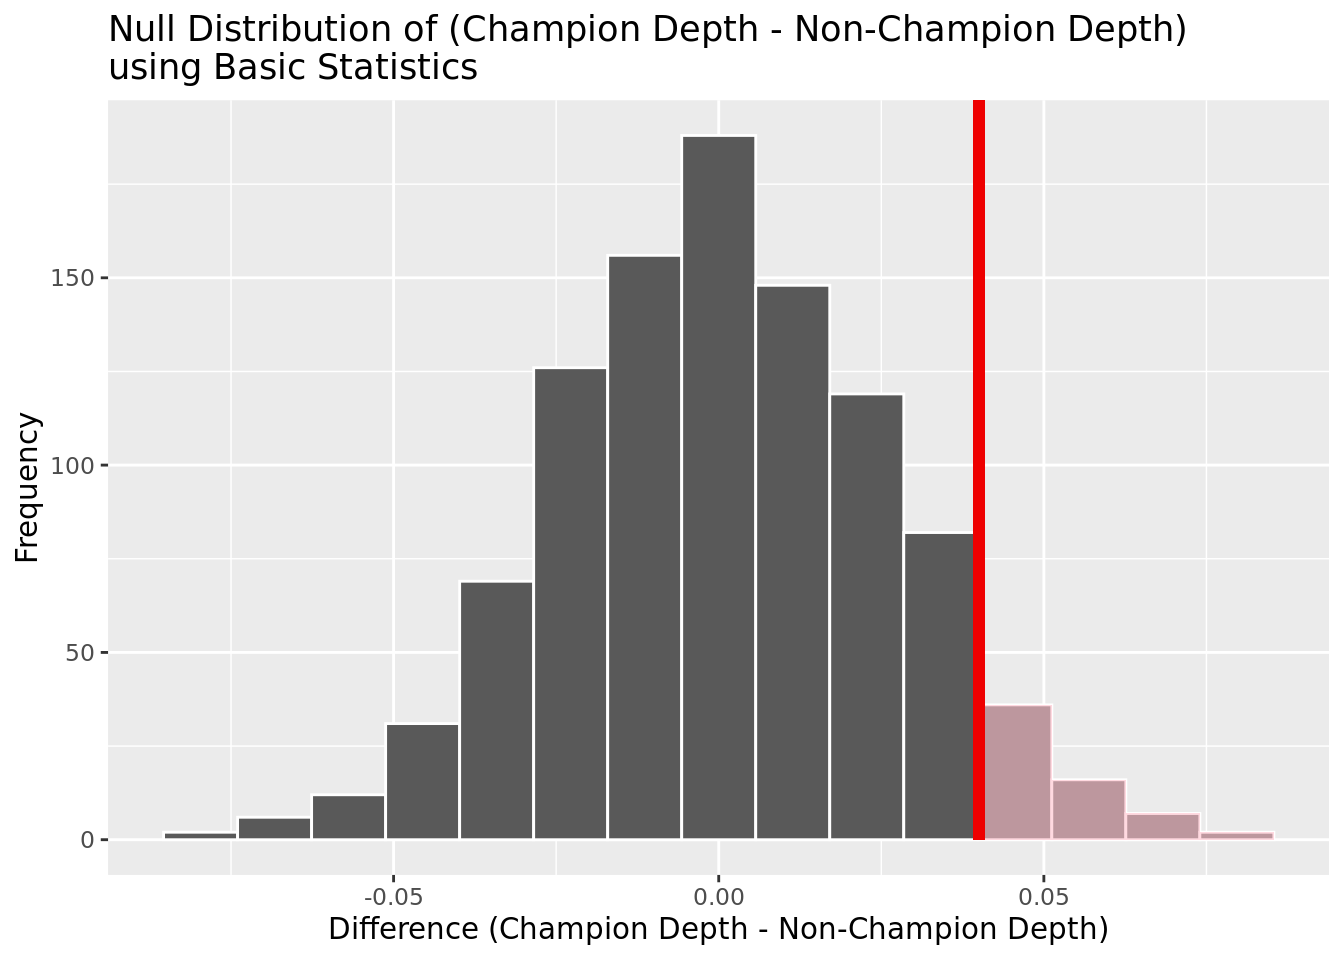 Null Distribution of (Champion Depth - Non-Champion Depth)
using Basic Statistics
Frequency
150
100
50
0
-0.05
0.00
0.05
Difference (Champion Depth - Non-Champion Depth)